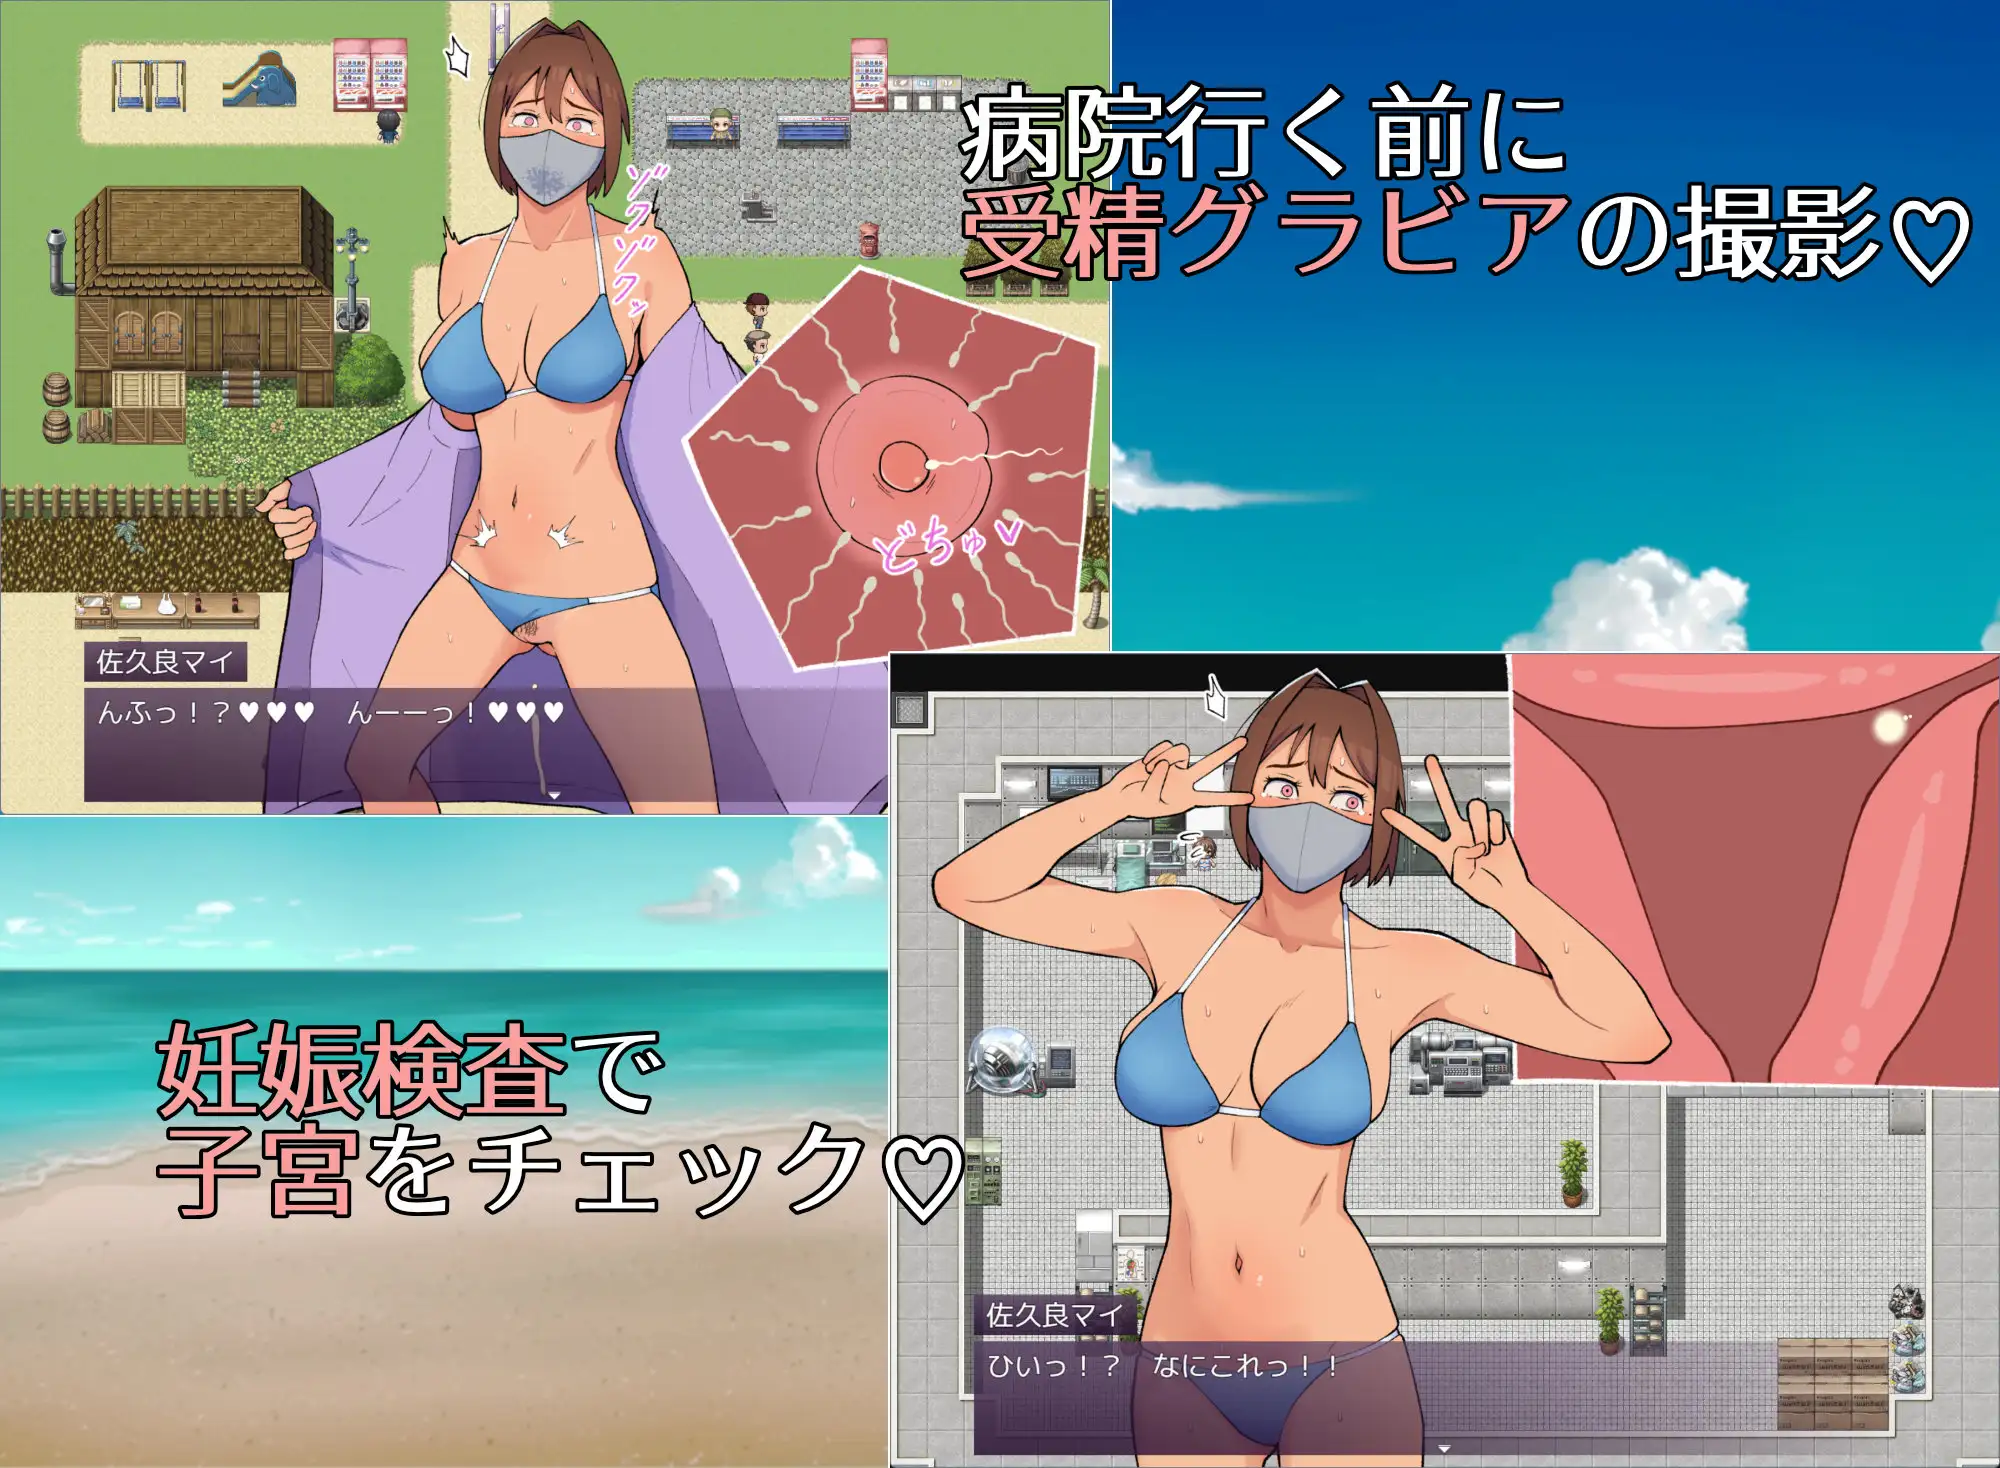 病院行く前に
受精グラビアの撮影♡
ゾクゾクッ
どちゅ♡
佐久良マイ
んふっ！？♥♥♥　んーーっ！♥♥♥
妊娠検査で
子宮をチェック♡
佐久良マイ
ひいっ！？　なにこれっ！！